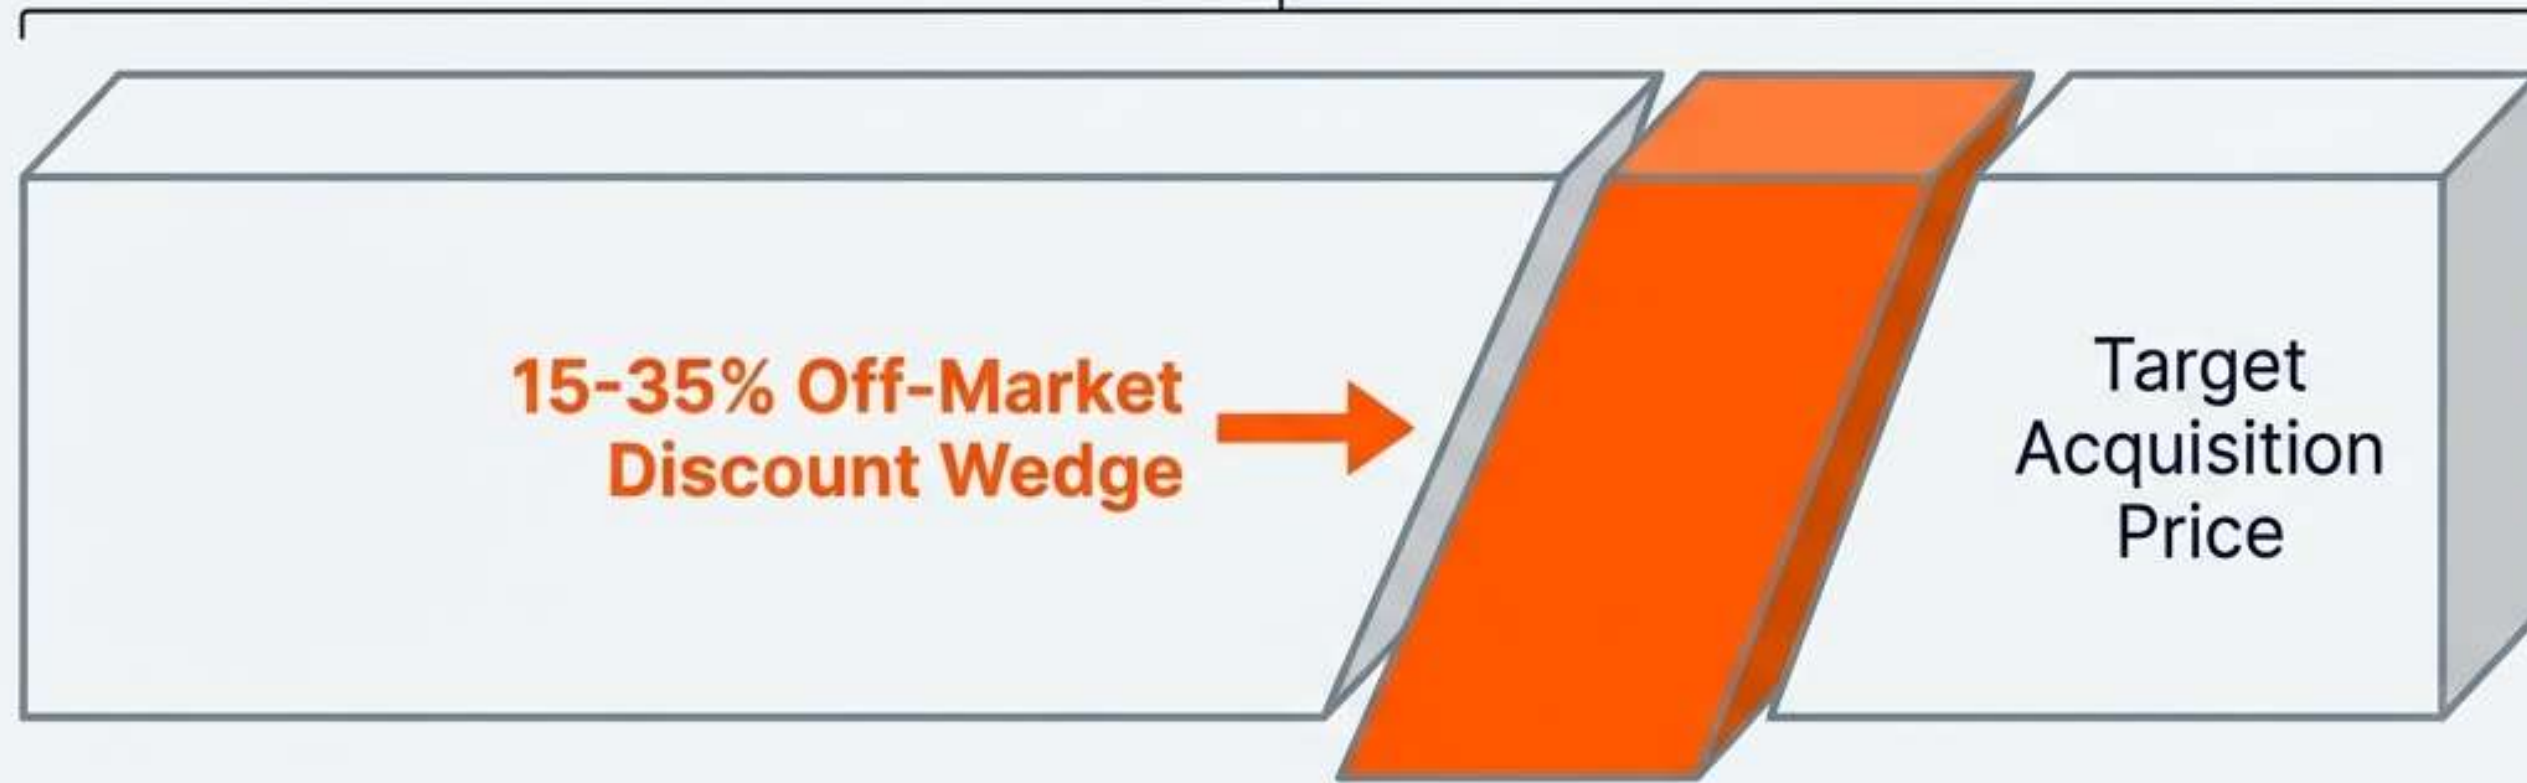 15-35% Off-Market
Discount Wedge
Target
Acquisition
Price